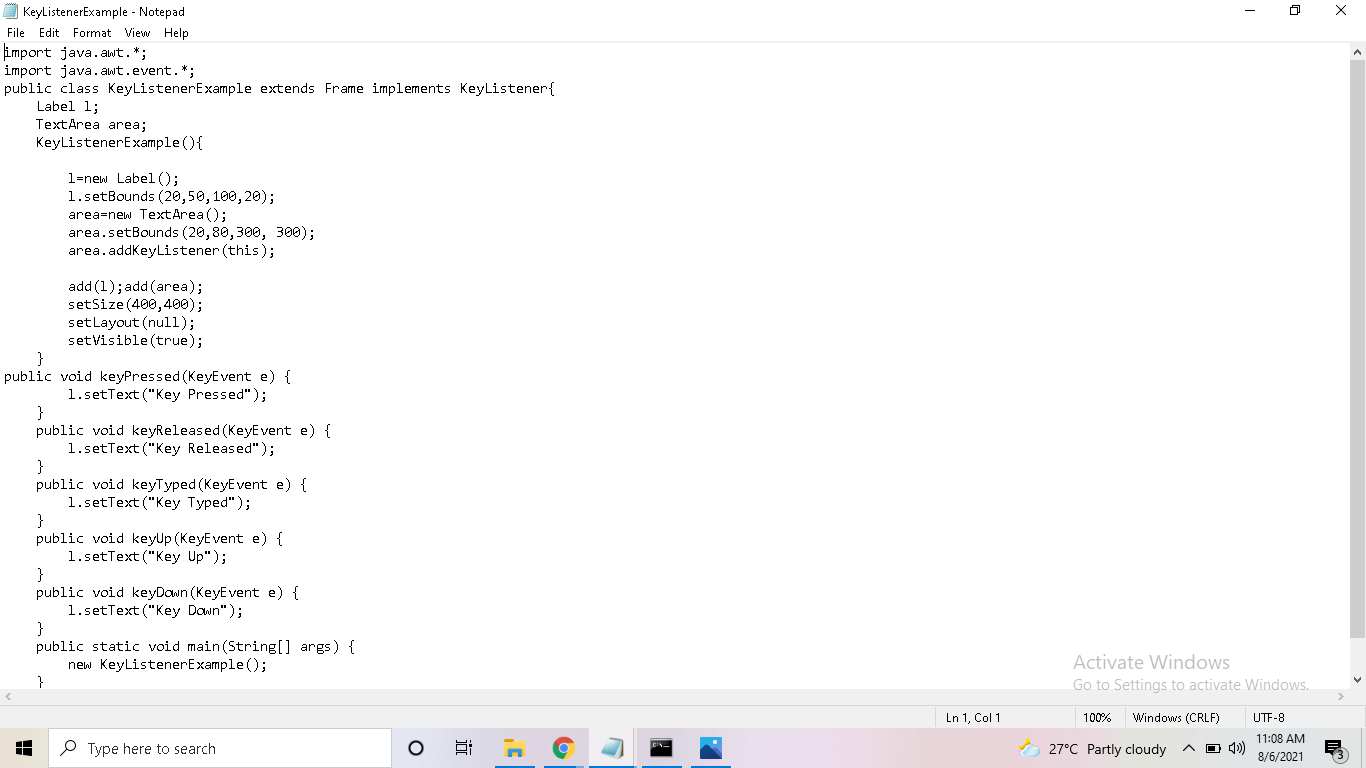 KeyListenerExample - Notepad
File Edit Format View Help
import java.awt.*;
import java.awt.event.*;
public class KeyListenerExample extends Frame implements KeyListener{
    Label l;
    TextArea area;
    KeyListenerExample(){

        l=new Label();
        l.setBounds(20,50,100,20);
        area=new TextArea();
        area.setBounds(20,80,300, 300);
        area.addKeyListener(this);

        add(l);add(area);
        setSize(400,400);
        setLayout(null);
        setVisible(true);
    }
public void keyPressed(KeyEvent e) {
        l.setText("Key Pressed");
    }
    public void keyReleased(KeyEvent e) {
        l.setText("Key Released");
    }
    public void keyTyped(KeyEvent e) {
        l.setText("Key Typed");
    }
    public void keyUp(KeyEvent e) {
        l.setText("Key Up");
    }
    public void keyDown(KeyEvent e) {
        l.setText("Key Down");
    }
    public static void main(String[] args) {
        new KeyListenerExample();
    }
Activate Windows
Go to Settings to activate Windows.
Ln 1, Col 1 100% Windows (CRLF) UTF-8
Type here to search
27°C Partly cloudy
11:08 AM
8/6/2021
3